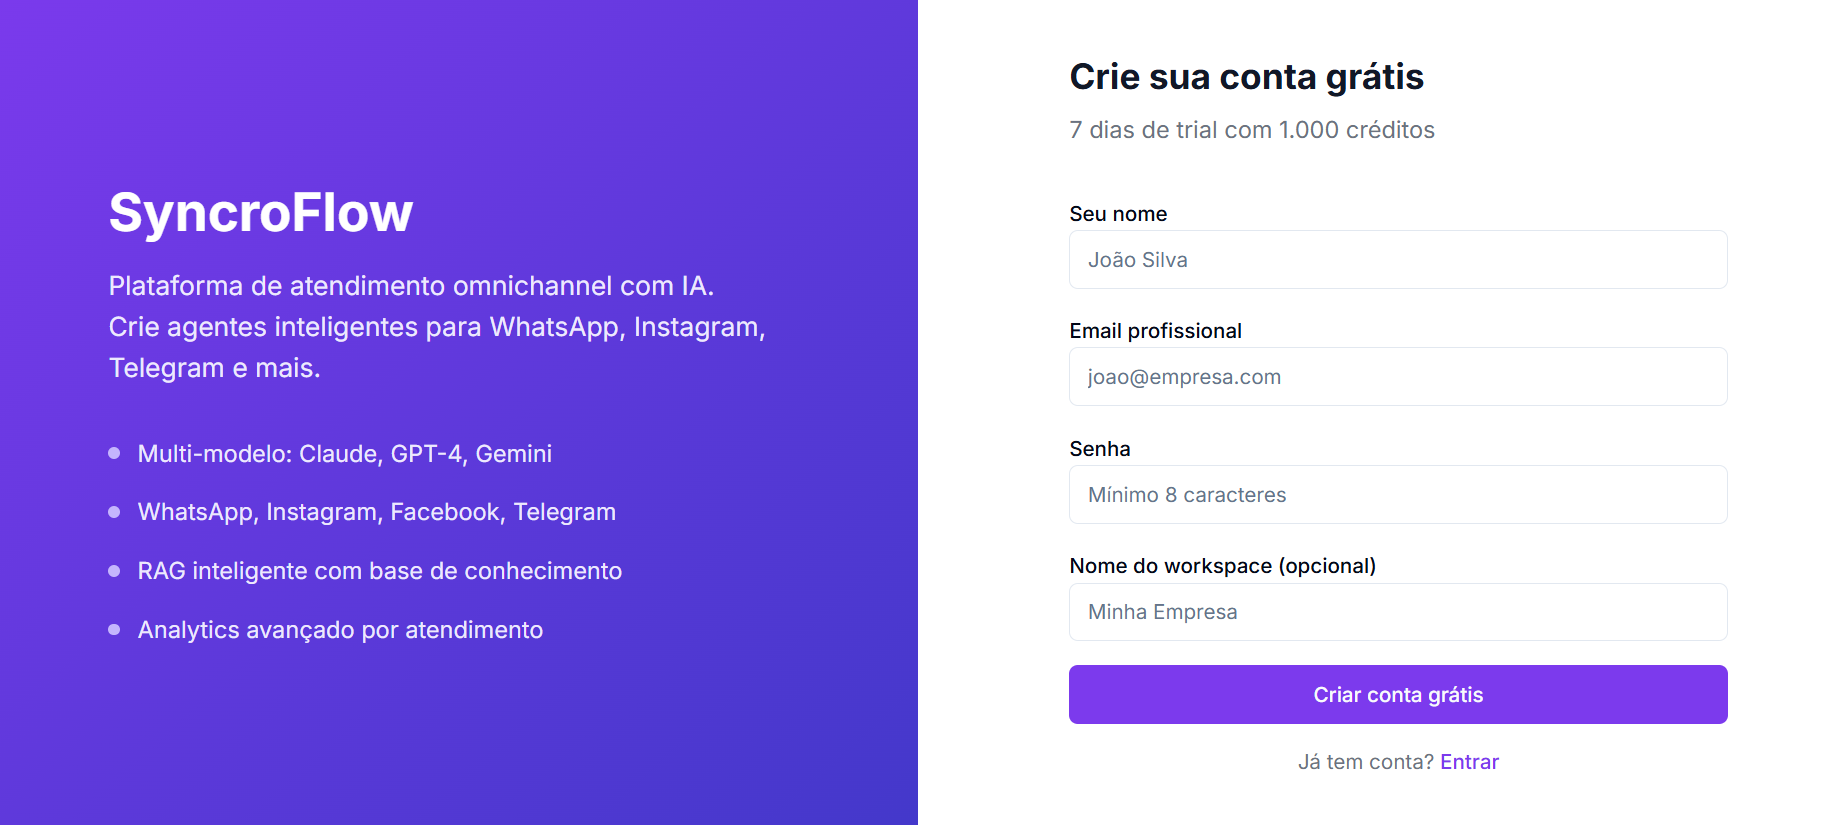 SyncroFlow
Plataforma de atendimento omnichannel com IA.
Crie agentes inteligentes para WhatsApp, Instagram,
Telegram e mais.
Multi-modelo: Claude, GPT-4, Gemini
WhatsApp, Instagram, Facebook, Telegram
RAG inteligente com base de conhecimento
Analytics avançado por atendimento
Crie sua conta grátis
7 dias de trial com 1.000 créditos
Seu nome
João Silva
Email profissional
joao@empresa.com
Senha
Mínimo 8 caracteres
Nome do workspace (opcional)
Minha Empresa
Criar conta grátis
Já tem conta? Entrar